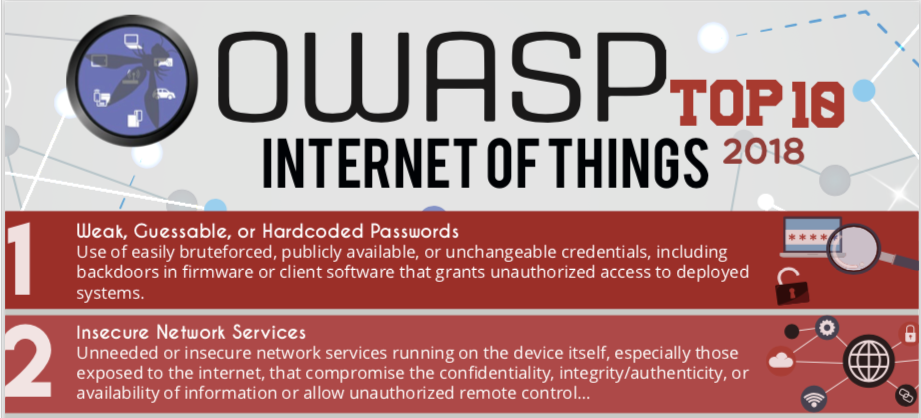 OWASP TOP 10
INTERNET OF THINGS 2018
1
Weak, Guessable, or Hardcoded Passwords
Use of easily bruteforced, publicly available, or unchangeable credentials, including
backdoors in firmware or client software that grants unauthorized access to deployed
systems.
*****
2
Insecure Network Services
Unneeded or insecure network services running on the device itself, especially those
exposed to the internet, that compromise the confidentiality, integrity/authenticity, or
availability of information or allow unauthorized remote control...